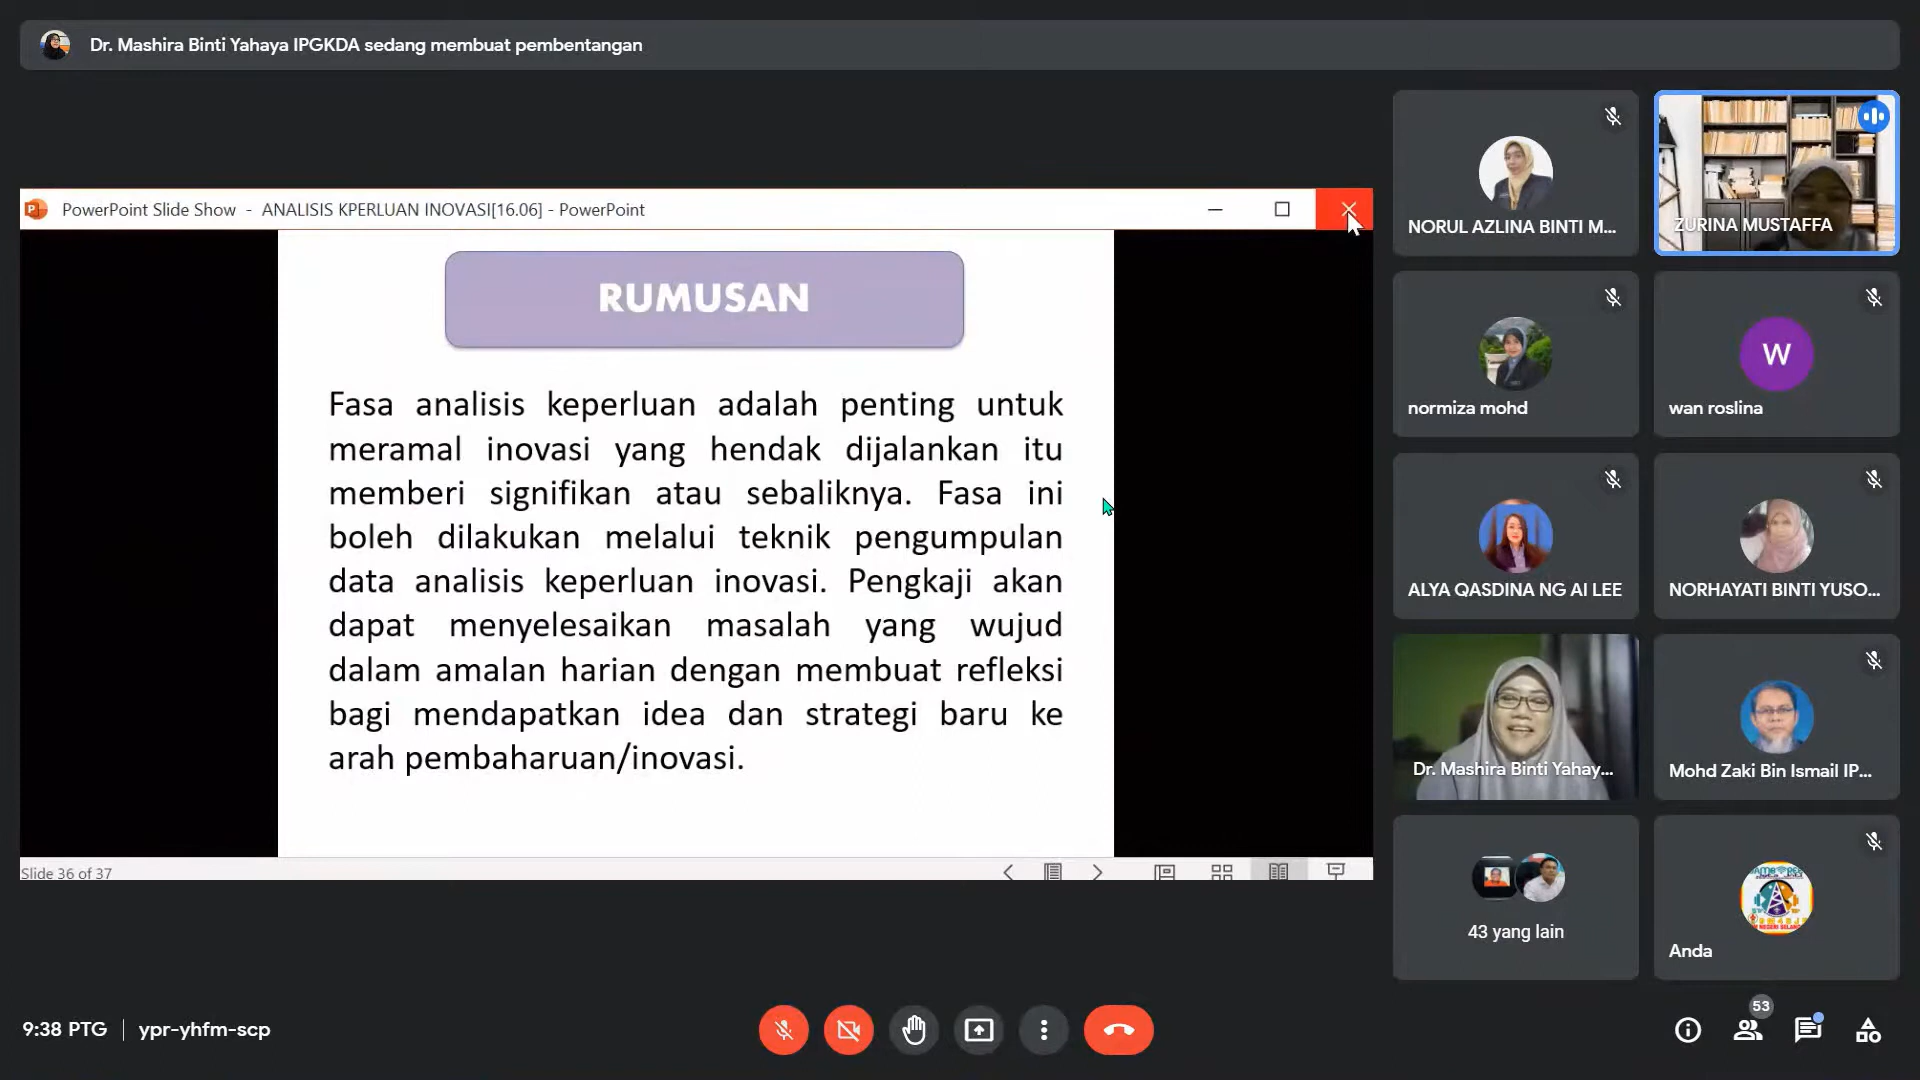 Dr. Mashira Binti Yahaya IPGKDA sedang membuat pembentangan
PowerPoint Slide Show - ANALISIS KPERLUAN INOVASI[16.06] - PowerPoint
RUMUSAN
Fasa analisis keperluan adalah penting untuk
meramal inovasi yang hendak dijalankan itu
memberi signifikan atau sebaliknya. Fasa ini
boleh dilakukan melalui teknik pengumpulan
data analisis keperluan inovasi. Pengkaji akan
dapat menyelesaikan masalah yang wujud
dalam amalan harian dengan membuat refleksi
bagi mendapatkan idea dan strategi baru ke
arah pembaharuan/inovasi.
Slide 36 of 37
NORUL AZLINA BINTI M...
ZURINA MUSTAFFA
normiza mohd
W
wan roslina
ALYA QASDINA NG AI LEE
NORHAYATI BINTI YUSO...
Dr. Mashira Binti Yahay...
Mohd Zaki Bin Ismail IP...
43 yang lain
Anda
9:38 PTG
ypr-yhfm-scp
53